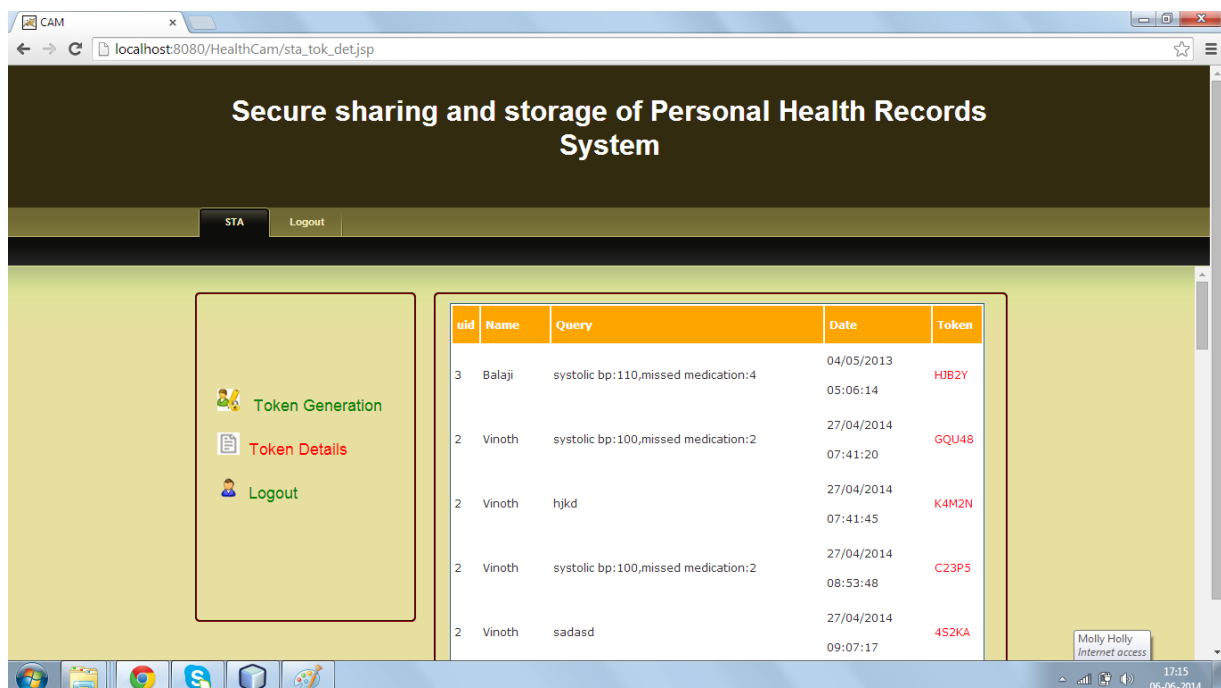 CAM
localhost:8080/HealthCam/sta_tok_det.jsp
Secure sharing and storage of Personal Health Records
System
STA Logout
Token Generation
Token Details
Logout
uid Name Query Date Token
3 Balaji systolic bp:110,missed medication:4 04/05/2013 05:06:14 HJB2Y
2 Vinoth systolic bp:100,missed medication:2 27/04/2014 07:41:20 GQU48
2 Vinoth hjkd 27/04/2014 07:41:45 K4M2N
2 Vinoth systolic bp:100,missed medication:2 27/04/2014 08:53:48 C23P5
2 Vinoth sadasd 27/04/2014 09:07:17 4S2KA
Molly Holly
Internet access
17:15
06-06-2014